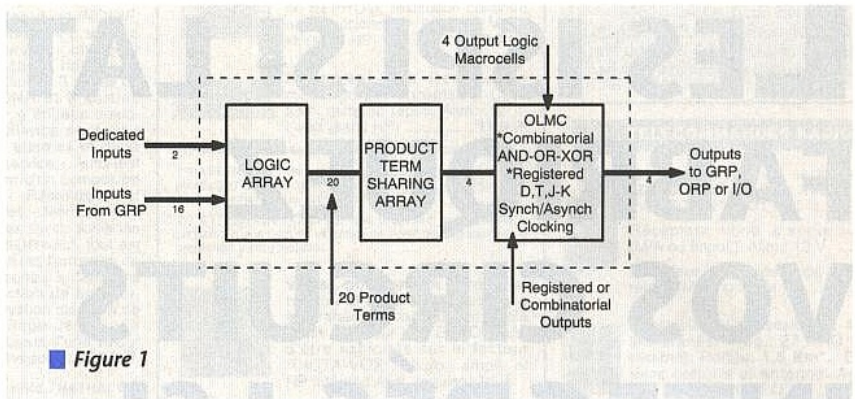 4 Output Logic
Macrocells
Dedicated
Inputs
2
Inputs
From GRP
16
LOGIC
ARRAY
20
PRODUCT
TERM
SHARING
ARRAY
4
OLMC
*Combinatorial
AND-OR-XOR
*Registered
D,T,J-K
Synch/Asynch
Clocking
4
Outputs
to GRP,
ORP or I/O
20 Product
Terms
Registered or
Combinatorial
Outputs
Figure 1